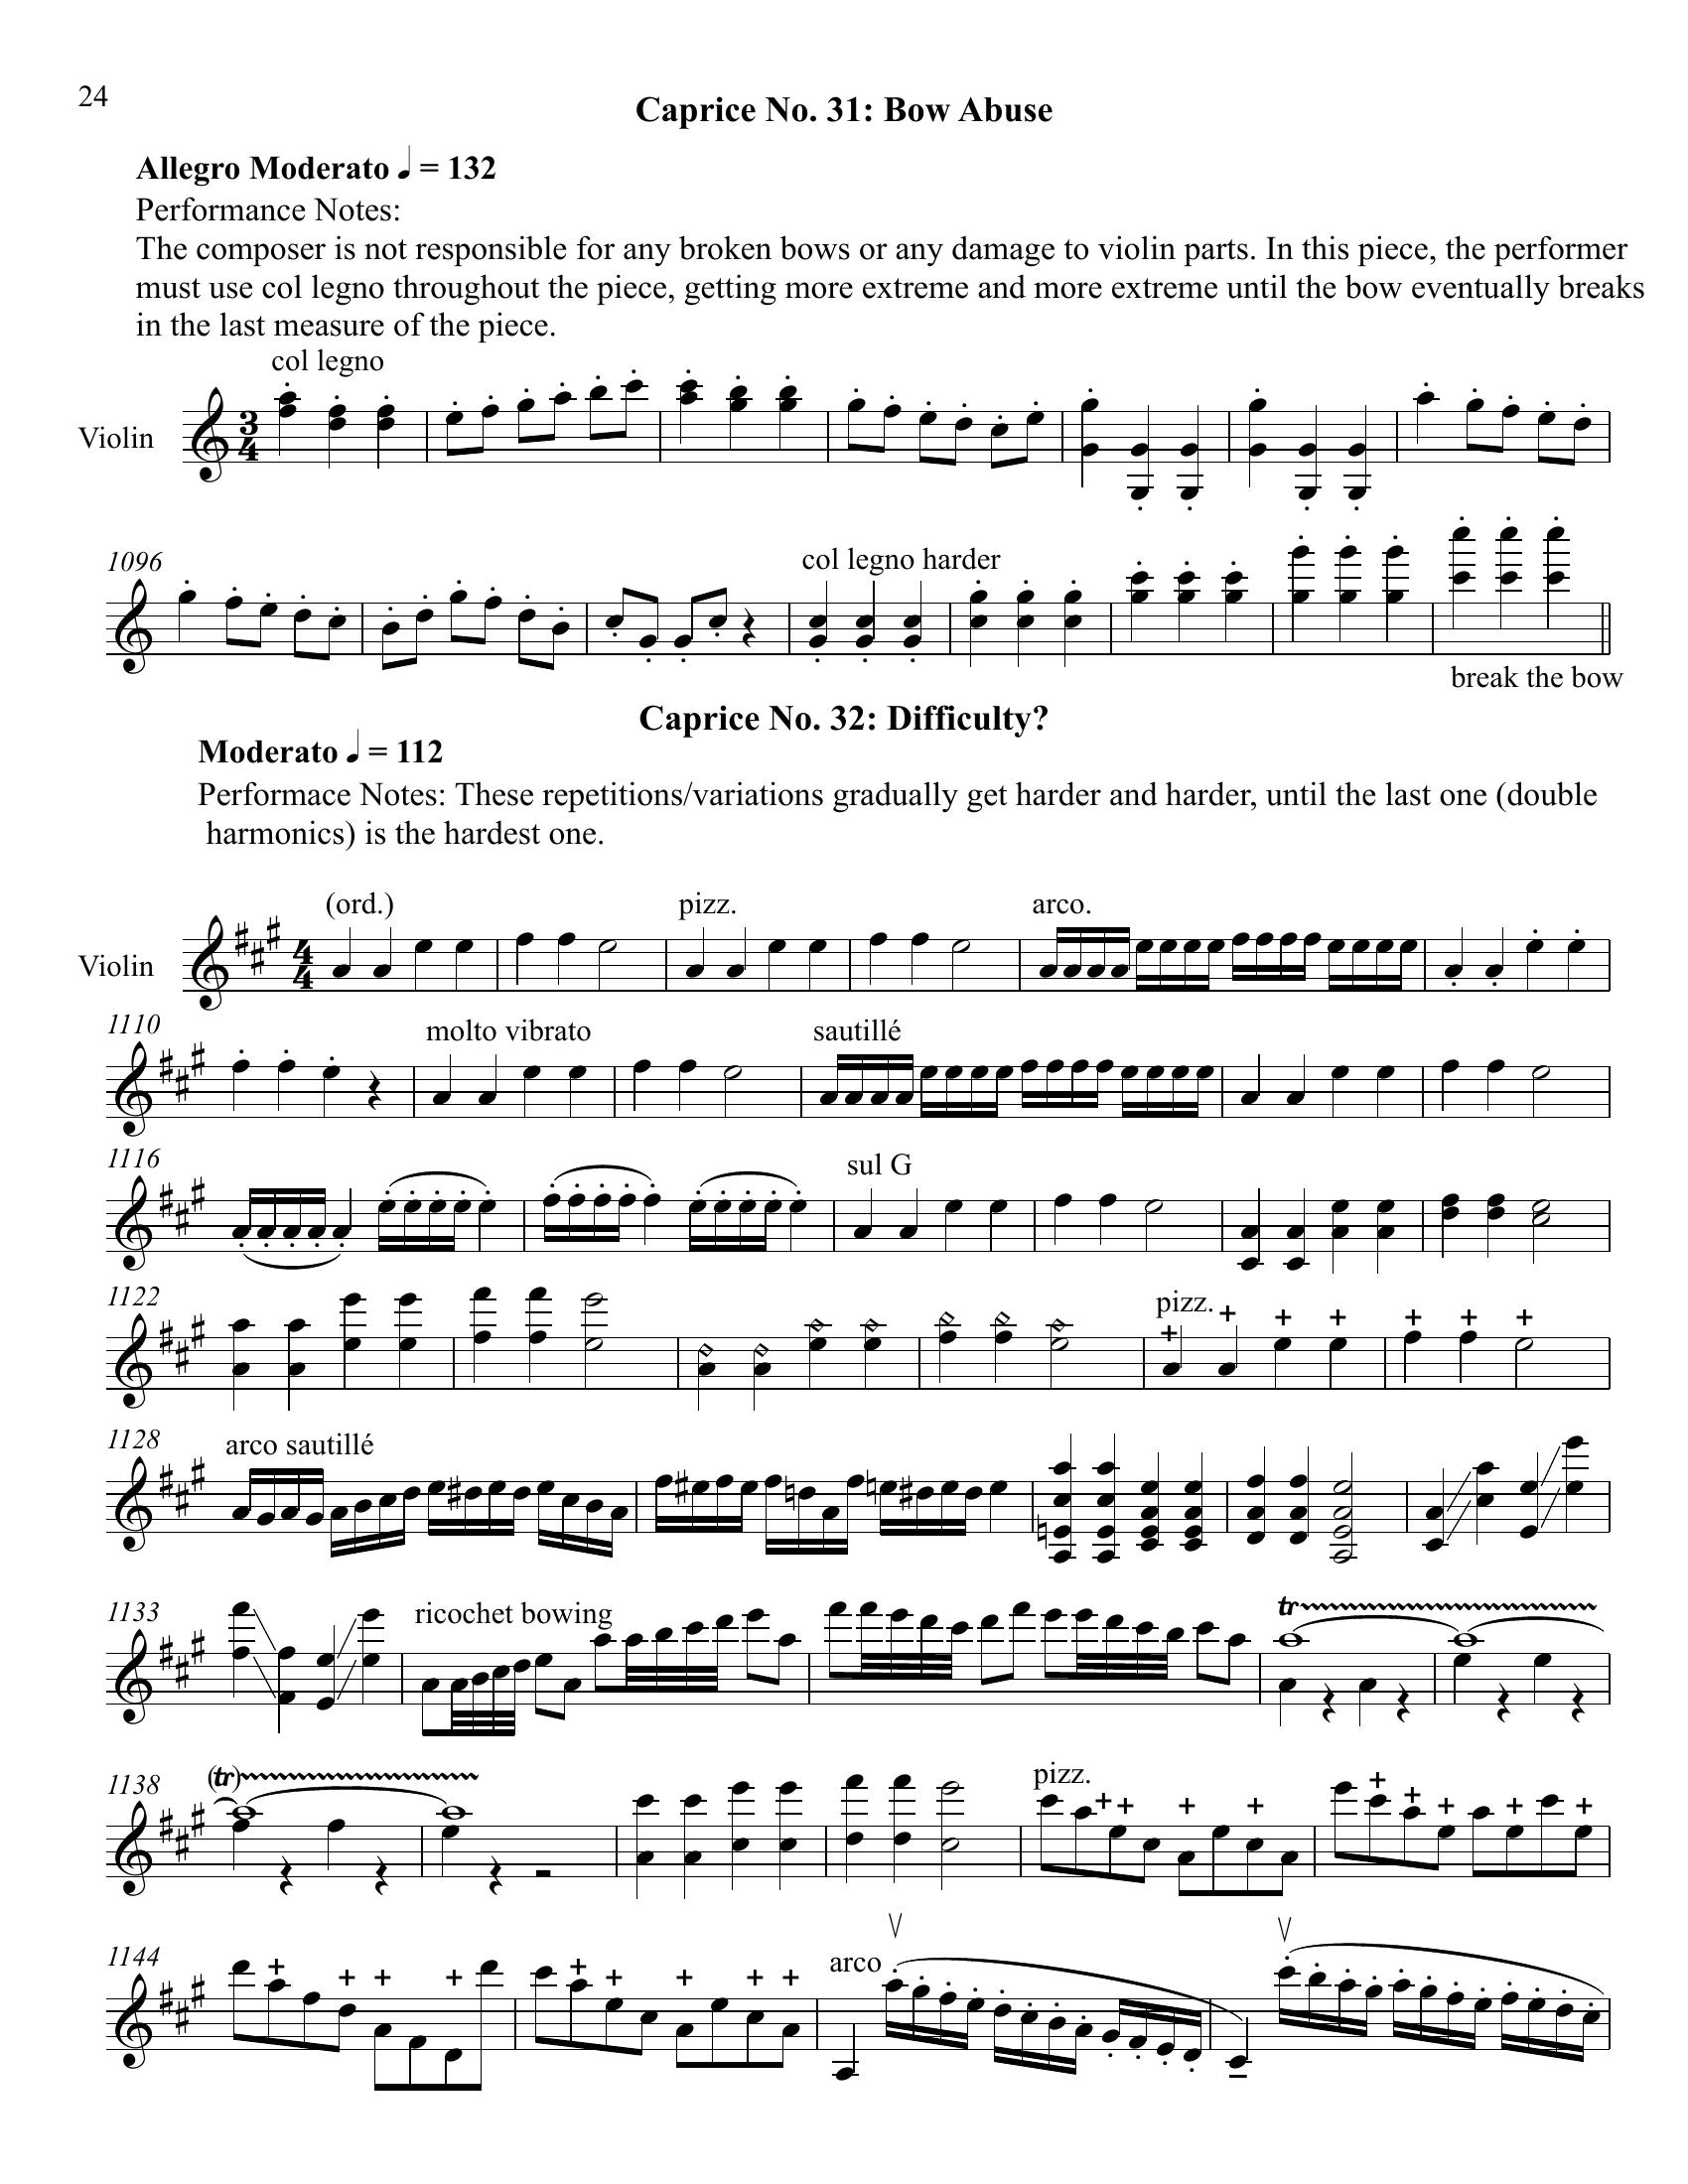 24
Caprice No. 31: Bow Abuse
Allegro Moderato ♩ = 132
Performance Notes:
The composer is not responsible for any broken bows or any damage to violin parts. In this piece, the performer
must use col legno throughout the piece, getting more extreme and more extreme until the bow eventually breaks
in the last measure of the piece.
col legno
Violin
3
4
1096
col legno harder
break the bow
Caprice No. 32: Difficulty?
Moderato ♩ = 112
Performace Notes: These repetitions/variations gradually get harder and harder, until the last one (double
harmonics) is the hardest one.
(ord.) pizz. arco.
Violin
4
4
1110
molto vibrato sautillé
1116
sul G
1122
pizz.
1128
arco sautillé
1133
ricochet bowing
tr
1138
(tr)
pizz.
1144
arco